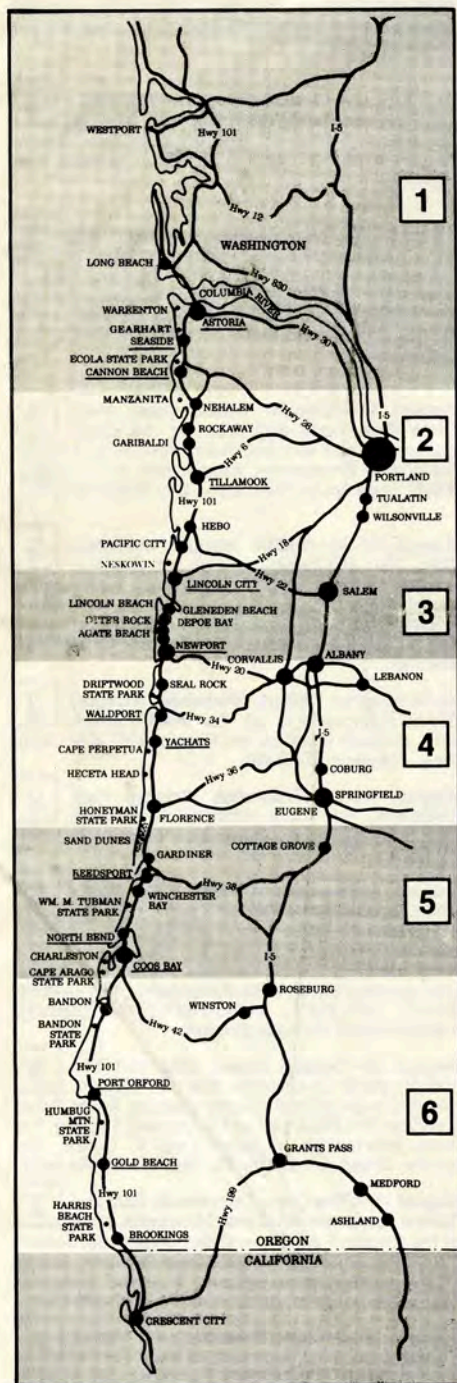 WESTPORT
Hwy 101
I-5
1
Hwy 12
WASHINGTON
LONG BEACH
Hwy 830
COLUMBIA
RIVER
WARRENTON
ASTORIA
Hwy 30
GEARHART
SEASIDE
ECOLA STATE PARK
CANNON BEACH
I-5
MANZANITA
NEHALEM
Hwy 26
2
ROCKAWAY
GARIBALDI
Hwy 6
PORTLAND
TILLAMOOK
TUALATIN
Hwy 101
WILSONVILLE
HEBO
Hwy 18
PACIFIC CITY
NESKOWIN
Hwy 22
LINCOLN CITY
SALEM
LINCOLN BEACH
GLENEDEN BEACH
3
OTTER ROCK
DEPOE BAY
AGATE BEACH
NEWPORT
Hwy 20
CORVALLIS
ALBANY
LEBANON
DRIFTWOOD
STATE PARK
SEAL ROCK
WALDPORT
Hwy 34
4
YACHATS
I-5
CAPE PERPETUA
HECETA HEAD
Hwy 36
COBURG
SPRINGFIELD
HONEYMAN
STATE PARK
FLORENCE
EUGENE
SAND DUNES
COTTAGE GROVE
GARDINER
REEDSPORT
Hwy 38
WINCHESTER
BAY
5
WM. M. TUBMAN
STATE PARK
NORTH BEND
I-5
CHARLESTON
COOS BAY
CAPE ARAGO
STATE PARK
ROSEBURG
BANDON
WINSTON
Hwy 42
BANDON
STATE
PARK
Hwy 101
PORT ORFORD
6
HUMBUG
MTN.
STATE
PARK
GRANTS PASS
GOLD BEACH
MEDFORD
Hwy 101
Hwy 199
ASHLAND
HARRIS
BEACH
STATE
PARK
BROOKINGS
OREGON
CALIFORNIA
CRESCENT CITY